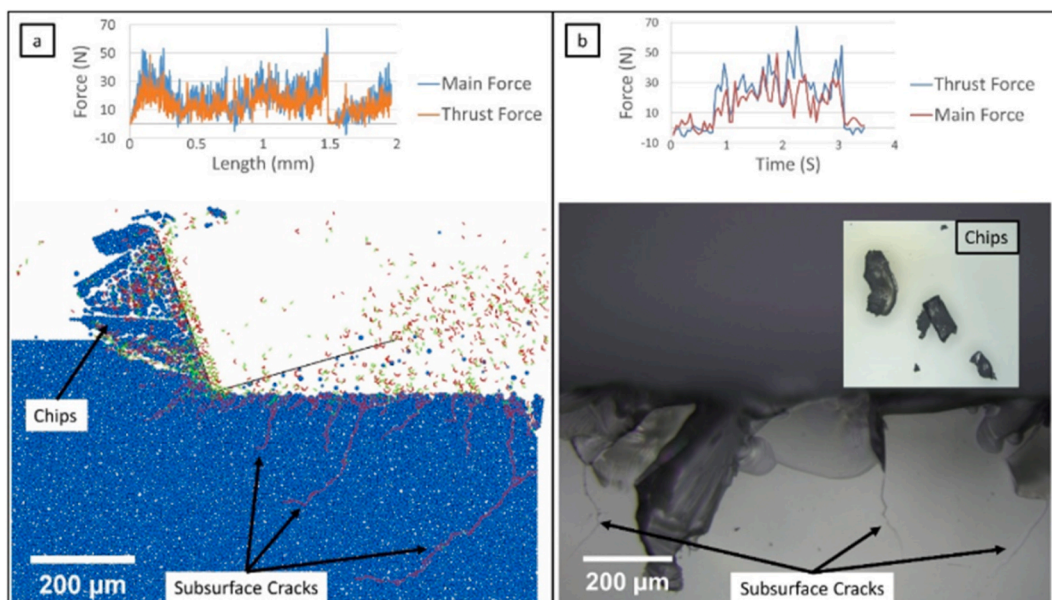 a
70
50
30
10
-10
Force (N)
0
0.5
1
1.5
2
Length (mm)
Main Force
Thrust Force
Chips
Subsurface Cracks
200 µm
b
70
50
30
10
-10
Force (N)
0
1
2
3
4
Time (S)
Thrust Force
Main Force
Chips
Subsurface Cracks
200 µm